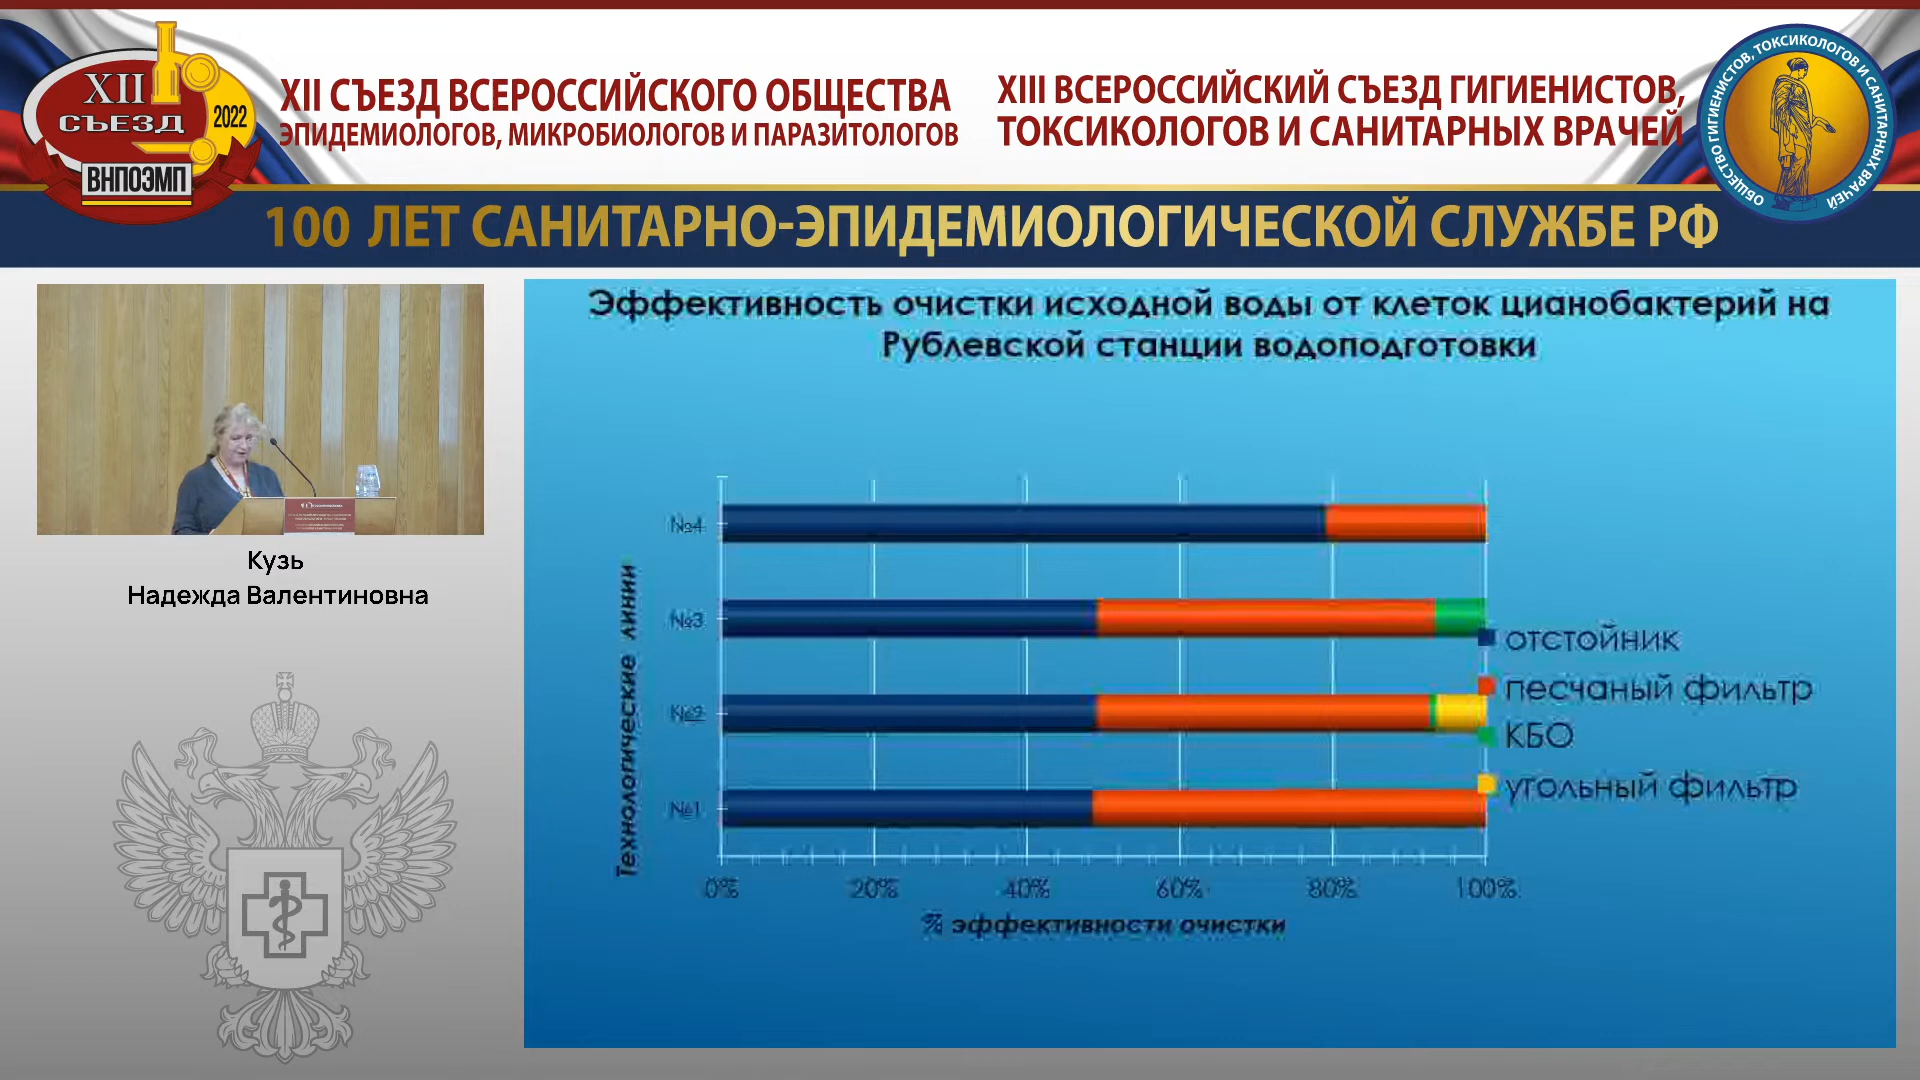 XII СЪЕЗД
2022
ВНПОЭМП
XII СЪЕЗД ВСЕРОССИЙСКОГО ОБЩЕСТВА
ЭПИДЕМИОЛОГОВ, МИКРОБИОЛОГОВ И ПАРАЗИТОЛОГОВ
XIII ВСЕРОССИЙСКИЙ СЪЕЗД ГИГИЕНИСТОВ,
ТОКСИКОЛОГОВ И САНИТАРНЫХ ВРАЧЕЙ
ОБЩЕСТВО ГИГИЕНИСТОВ, ТОКСИКОЛОГОВ И САНИТАРНЫХ ВРАЧЕЙ
100 ЛЕТ САНИТАРНО-ЭПИДЕМИОЛОГИЧЕСКОЙ СЛУЖБЕ РФ
Кузь
Надежда Валентиновна
Эффективность очистки исходной воды от клеток цианобактерий на
Рублевской станции водоподготовки
Технологические линии
№4
№3
№2
№1
0% 20% 40% 60% 80% 100%
% эффективности очистки
отстойник
песчаный фильтр
КБО
угольный фильтр